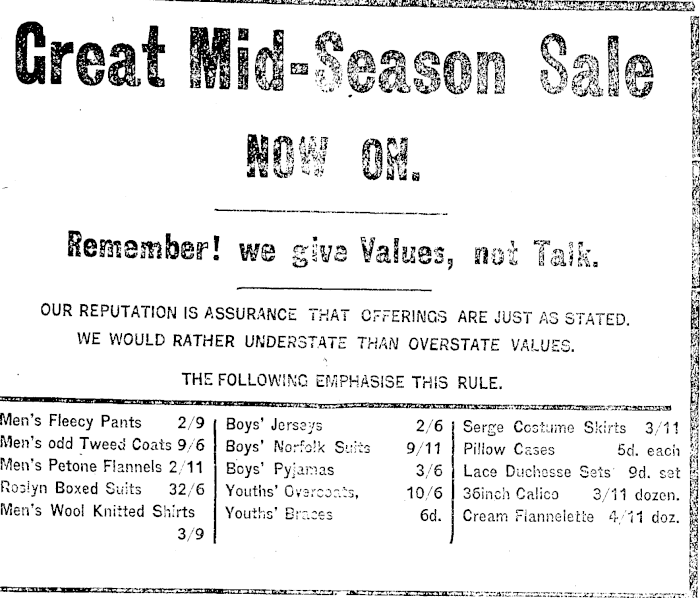 Great Mid-Season Sale
NOW ON.
Remember! we give Values, not Talk.
OUR REPUTATION IS ASSURANCE THAT OFFERINGS ARE JUST AS STATED.
WE WOULD RATHER UNDERSTATE THAN OVERSTATE VALUES.
THE FOLLOWING EMPHASISE THIS RULE.
Men's Fleecy Pants 2/9
Men's odd Tweed Coats 9/6
Men's Petone Flannels 2/11
Roslyn Boxed Suits 32/6
Men's Wool Knitted Shirts
3/9
Boys' Jerseys 2/6
Boys' Norfolk Suits 9/11
Boys' Pyjamas 3/6
Youths' Overcoats, 10/6
Youths' Braces 6d.
Serge Costume Skirts 3/11
Pillow Cases 5d. each
Lace Duchesse Sets 9d. set
36inch Calico 3/11 dozen.
Cream Flannelette 4/11 doz.